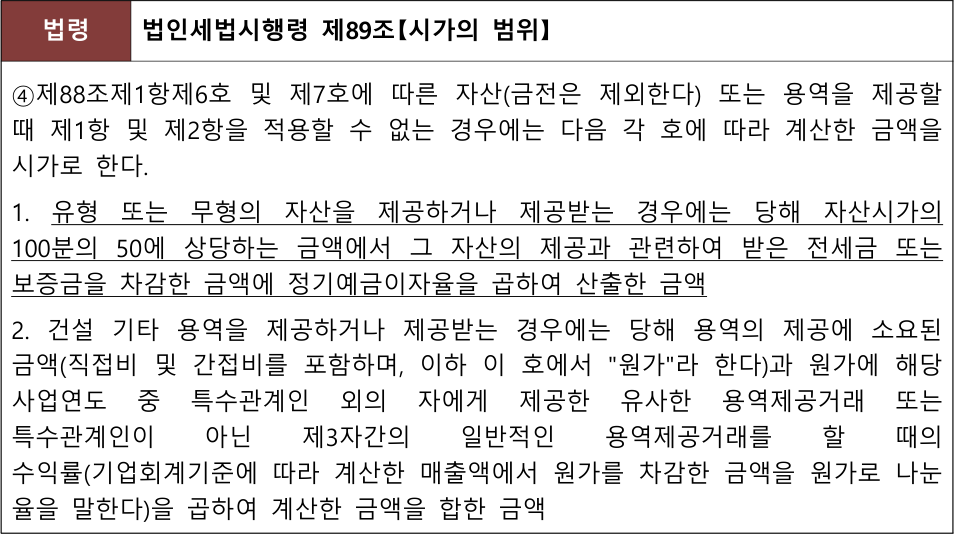 법령
법인세법시행령 제89조【시가의 범위】
④제88조제1항제6호 및 제7호에 따른 자산(금전은 제외한다) 또는 용역을 제공할
때 제1항 및 제2항을 적용할 수 없는 경우에는 다음 각 호에 따라 계산한 금액을
시가로 한다.
1. 유형 또는 무형의 자산을 제공하거나 제공받는 경우에는 당해 자산시가의
100분의 50에 상당하는 금액에서 그 자산의 제공과 관련하여 받은 전세금 또는
보증금을 차감한 금액에 정기예금이자율을 곱하여 산출한 금액
2. 건설 기타 용역을 제공하거나 제공받는 경우에는 당해 용역의 제공에 소요된
금액(직접비 및 간접비를 포함하며, 이하 이 호에서 "원가"라 한다)과 원가에 해당
사업연도 중 특수관계인 외의 자에게 제공한 유사한 용역제공거래 또는
특수관계인이 아닌 제3자간의 일반적인 용역제공거래를 할 때의
수익률(기업회계기준에 따라 계산한 매출액에서 원가를 차감한 금액을 원가로 나눈
율을 말한다)을 곱하여 계산한 금액을 합한 금액